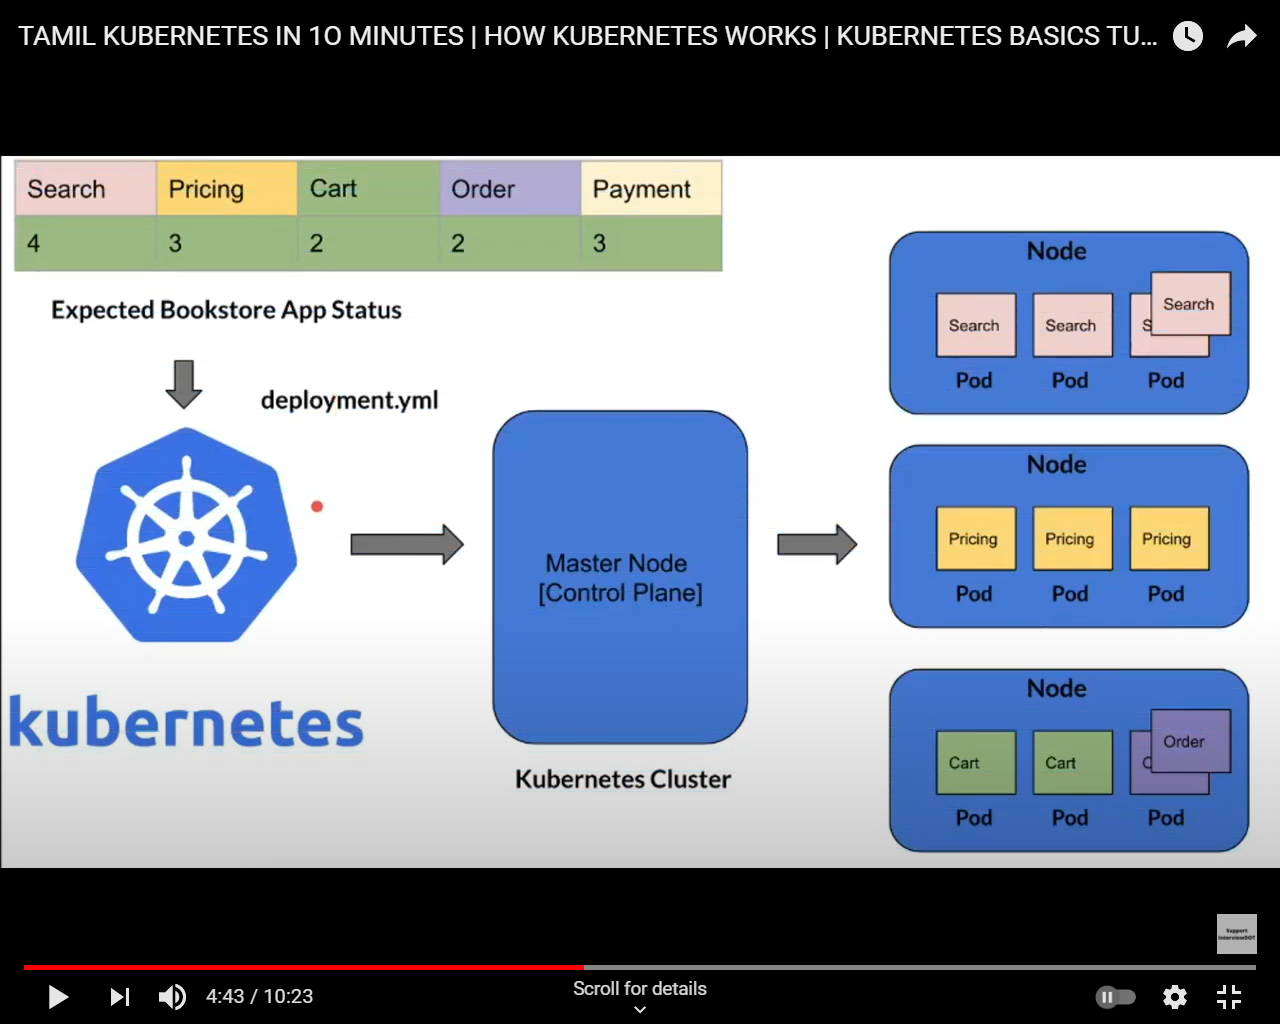 TAMIL KUBERNETES IN 1O MINUTES | HOW KUBERNETES WORKS | KUBERNETES BASICS TU...
Search Pricing Cart Order Payment
4 3 2 2 3
Expected Bookstore App Status
deployment.yml
kubernetes
Master Node
[Control Plane]
Kubernetes Cluster
Node
Search Search S Search
Pod Pod Pod
Node
Pricing Pricing Pricing
Pod Pod Pod
Node
Cart Cart Order
Pod Pod Pod
Support
InterviewDOT
4:43 / 10:23
Scroll for details